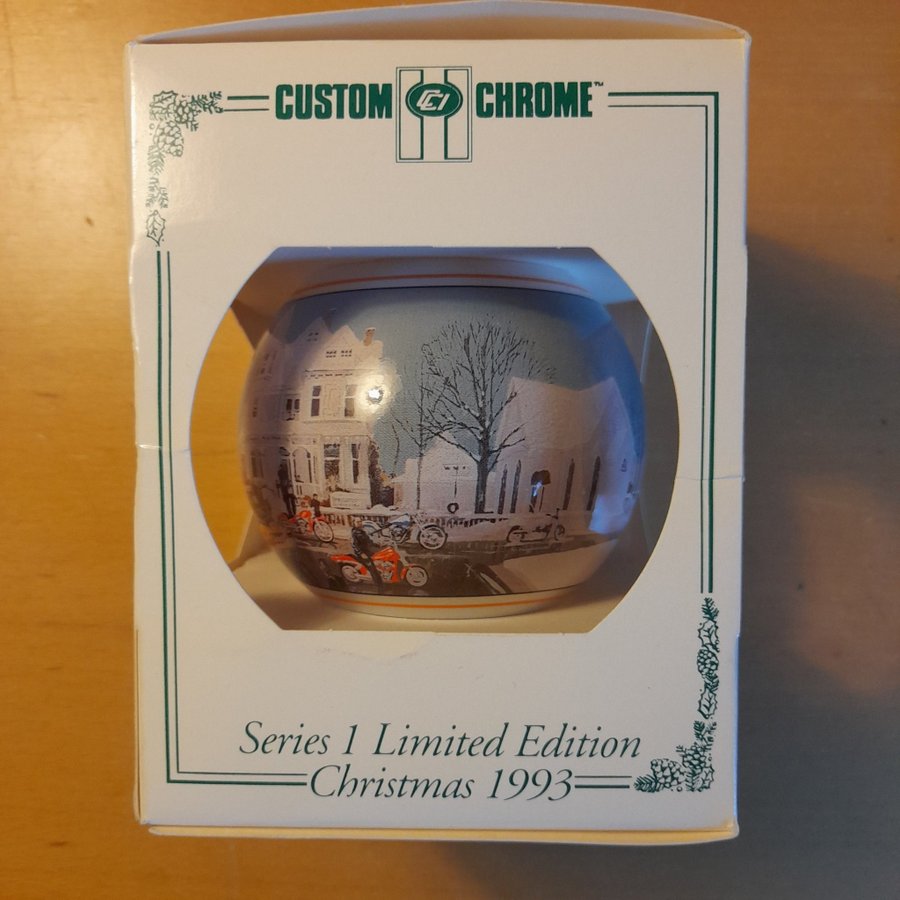 CUSTOM CCI CHROME™
Series 1 Limited Edition
Christmas 1993